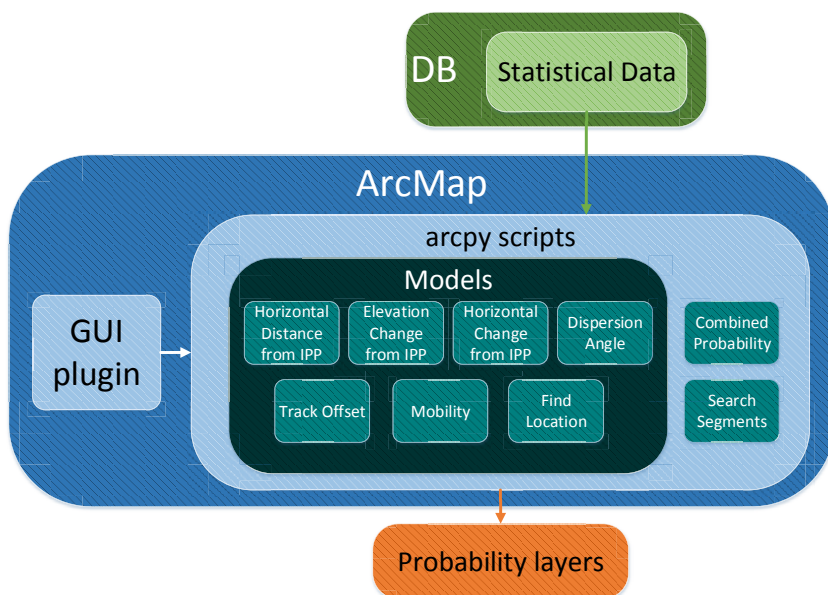 DB
Statistical Data
ArcMap
arcpy scripts
Models
GUI
plugin
Horizontal
Distance
from IPP
Elevation
Change
from IPP
Horizontal
Change
from IPP
Dispersion
Angle
Combined
Probability
Track Offset
Mobility
Find
Location
Search
Segments
Probability layers